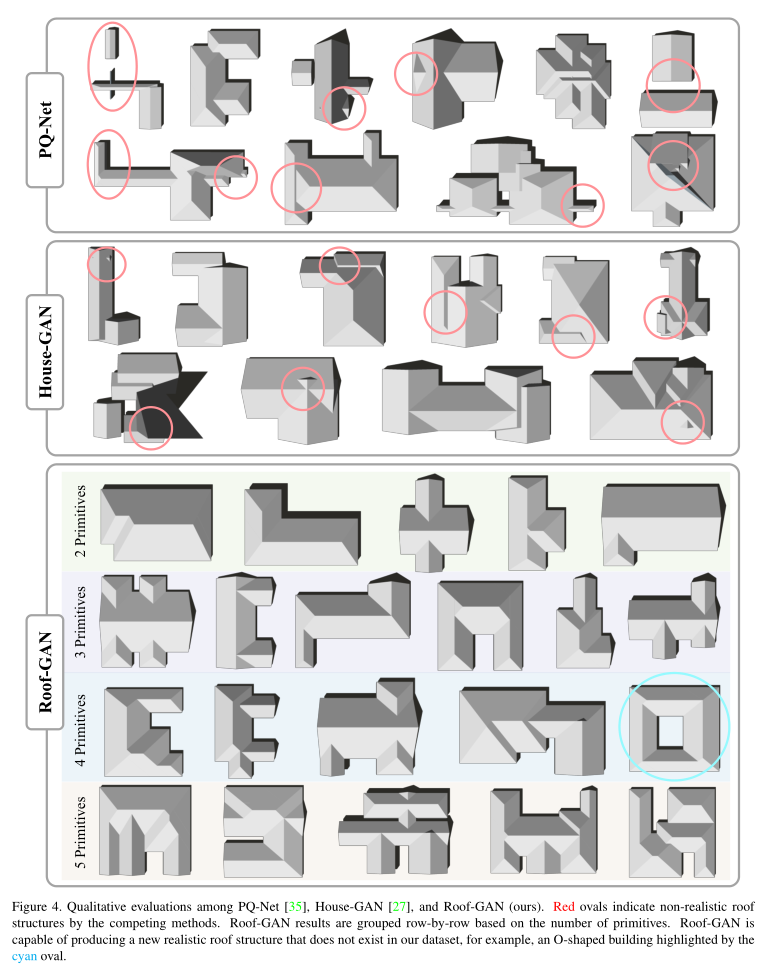 PQ-Net
House-GAN
Roof-GAN
2 Primitives
3 Primitives
4 Primitives
5 Primitives
Figure 4. Qualitative evaluations among PQ-Net [35], House-GAN [27], and Roof-GAN (ours). Red ovals indicate non-realistic roof
structures by the competing methods. Roof-GAN results are grouped row-by-row based on the number of primitives. Roof-GAN is
capable of producing a new realistic roof structure that does not exist in our dataset, for example, an O-shaped building highlighted by the
cyan oval.